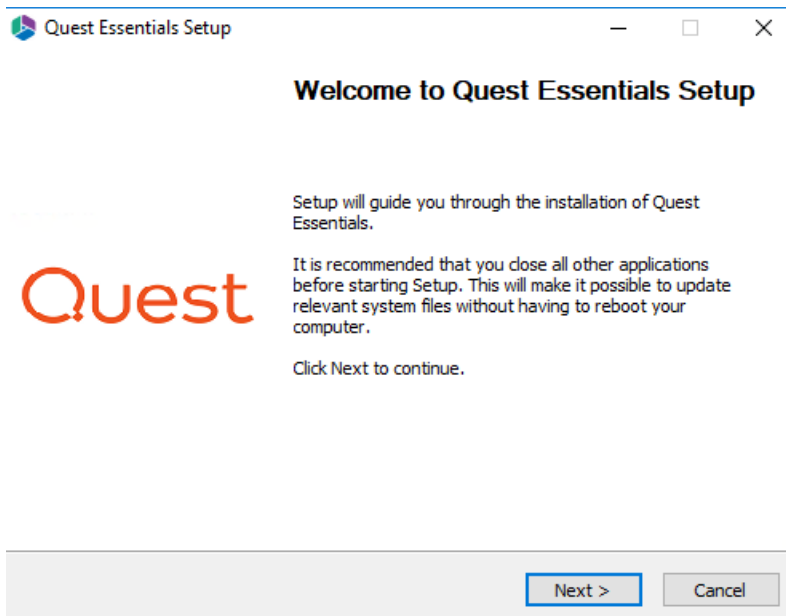 Quest Essentials Setup
Welcome to Quest Essentials Setup
Setup will guide you through the installation of Quest
Essentials.
It is recommended that you close all other applications
before starting Setup. This will make it possible to update
relevant system files without having to reboot your
computer.
Click Next to continue.
Quest
Next >
Cancel